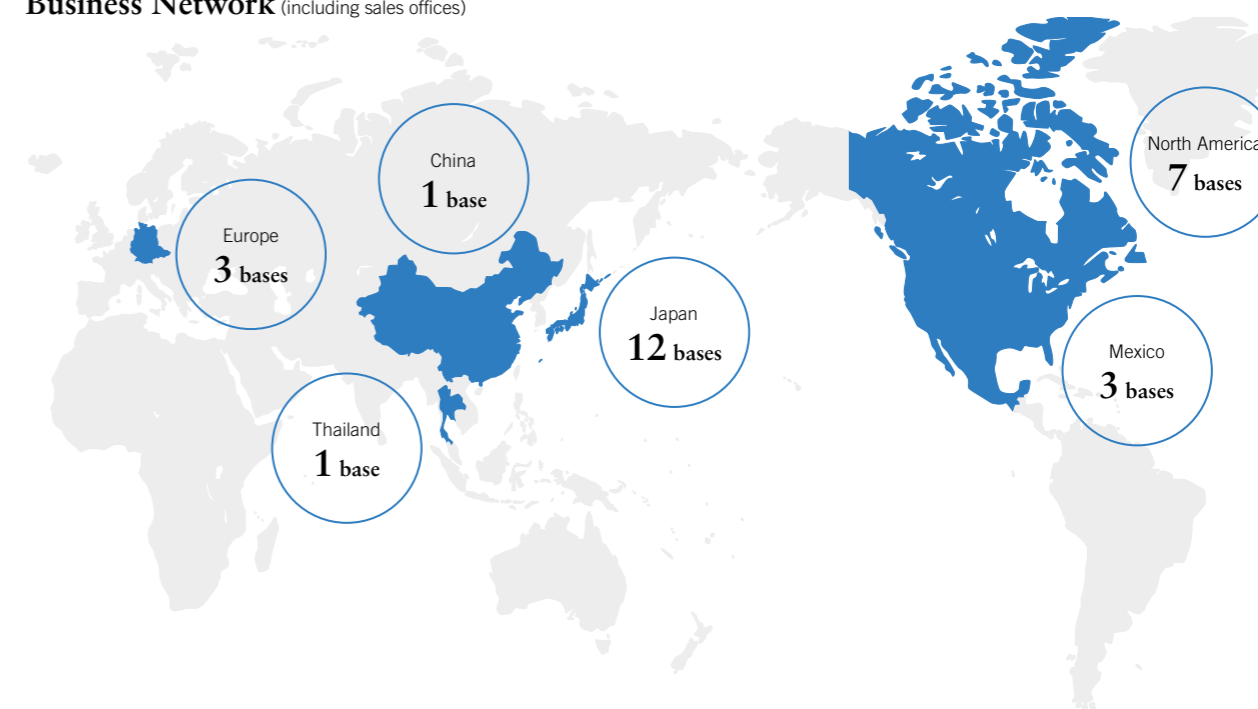 Business Network (including sales offices)
China
1 base
North America
7 bases
Europe
3 bases
Japan
12 bases
Mexico
3 bases
Thailand
1 base